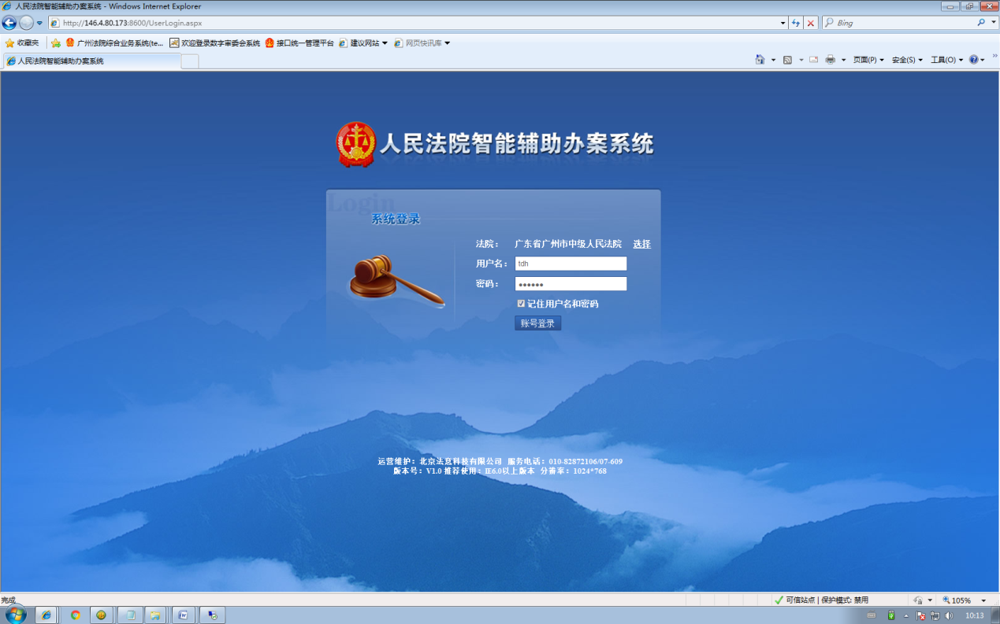 人民法院智能辅助办案系统 - Windows Internet Explorer
http://146.4.80.173:8600/UserLogin.aspx
Bing
收藏夹 广州法院综合业务系统(te... 欢迎登录数字审委会系统 接口统一管理平台 建议网站 网页快讯库
人民法院智能辅助办案系统 页面(P) 安全(S) 工具(O)
人民法院智能辅助办案系统
Login
系统登录
法院： 广东省广州市中级人民法院 选择
用户名： tdh
密码： ••••••
记住用户名和密码
账号登录
运营维护：北京法意科技有限公司 服务电话：010-82872106/07-609
版本号：V1.0 推荐使用：IE6.0以上版本 分辨率：1024*768
完成 可信站点 | 保护模式: 禁用 105%
10:13